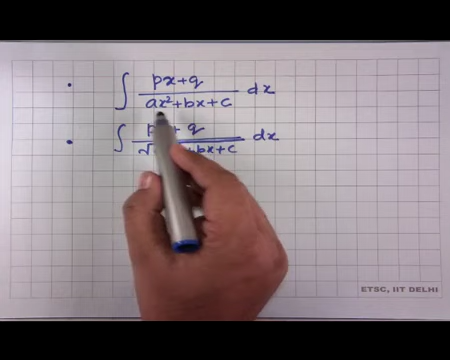 ∫ (px+q)/(ax²+bx+c) dx
∫ + q / √ bx+c dx
ETSC, IIT DELHI